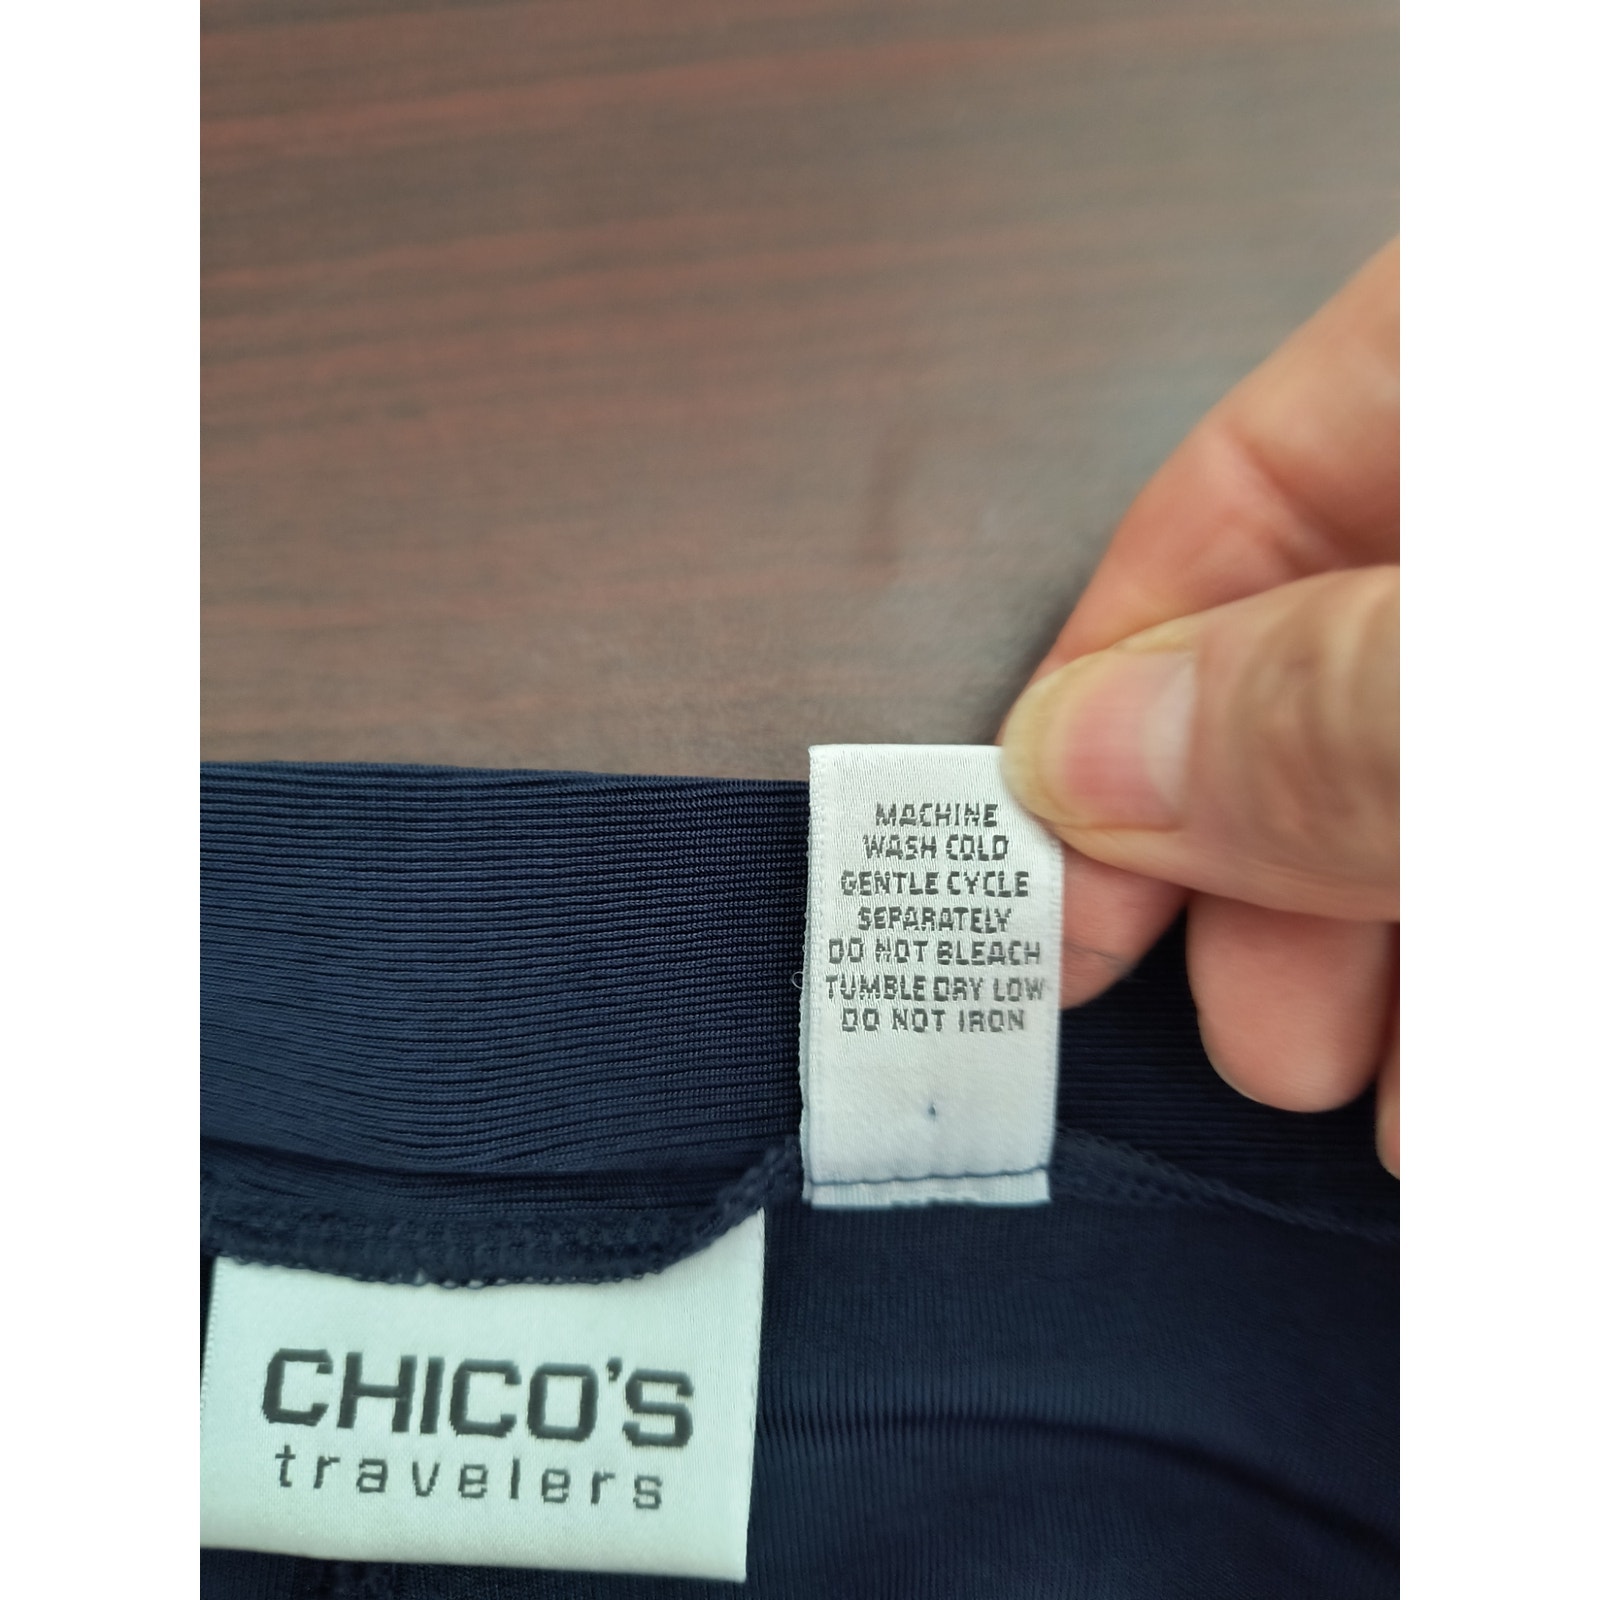 MACHINE
WASH COLD
GENTLE CYCLE
SEPARATELY
DO NOT BLEACH
TUMBLE DRY LOW
DO NOT IRON
CHICO'S
travelers